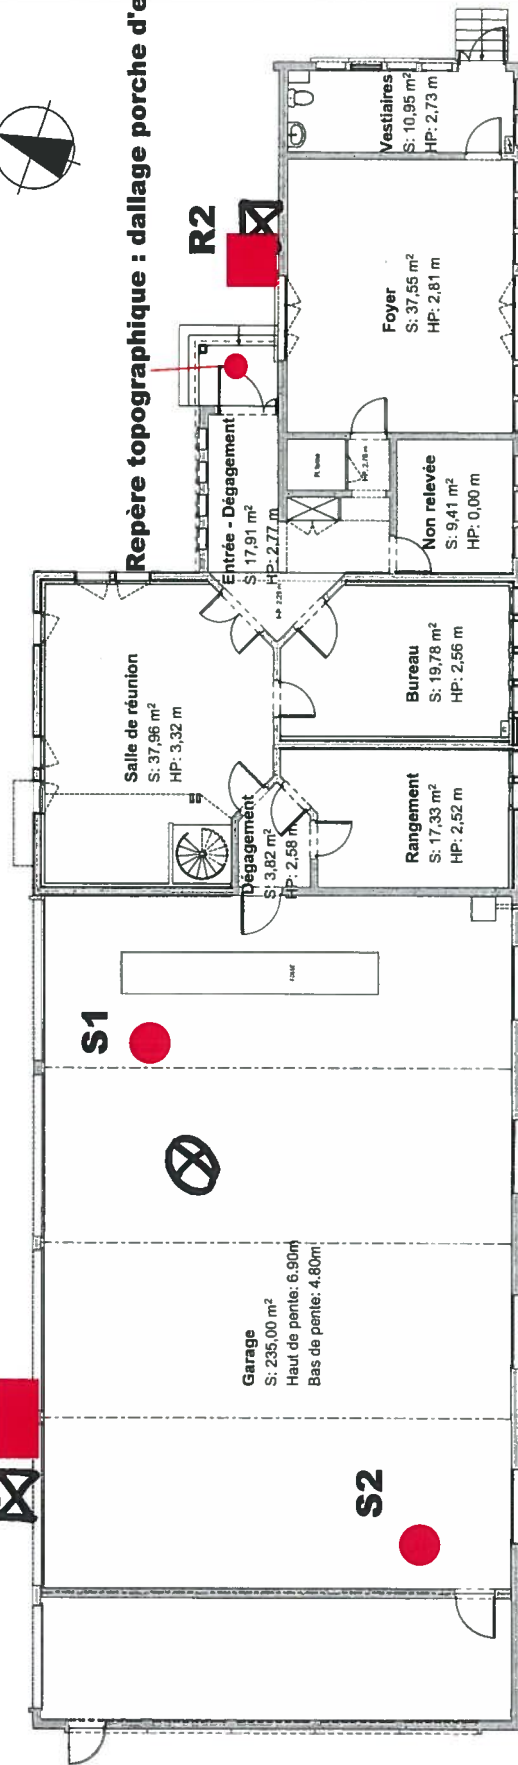 Repère topographique : dallage porche d'e
R2
Vestiaires
S: 10,95 m²
HP: 2,73 m
Foyer
S: 37,55 m²
HP: 2,81 m
Entrée - Dégagement
S: 17,91 m²
HP: 2,77 m
Non relevée
S: 9,41 m²
HP: 0,00 m
Salle de réunion
S: 37,96 m²
HP: 3,32 m
Bureau
S: 19,78 m²
HP: 2,56 m
Dégagement
S: 3,82 m²
HP: 2,58 m
Rangement
S: 17,33 m²
HP: 2,52 m
S1
Garage
S: 235,00 m²
Haut de pente: 6.90m
Bas de pente: 4.80m
S2